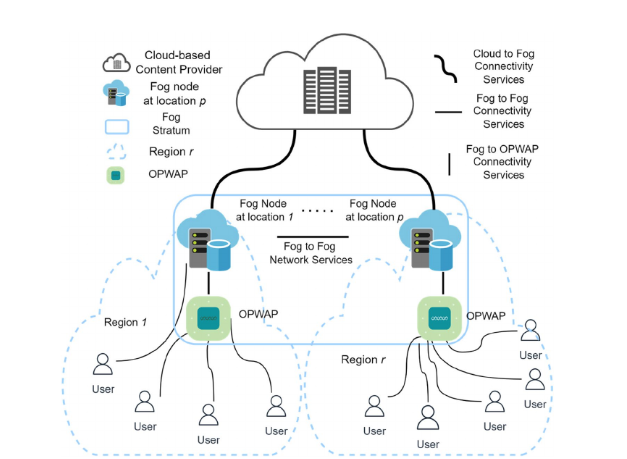 Cloud-based
Content Provider
Fog node
at location p
Fog
Stratum
Region r
OPWAP
Cloud to Fog
Connectivity
Services
Fog to Fog
Connectivity
Services
Fog to OPWAP
Connectivity
Services
Fog Node
at location 1
.....
Fog Node
at location p
Fog to Fog
Network Services
OPWAP
OPWAP
Region 1
Region r
User
User
User
User
User
User
User
User
User